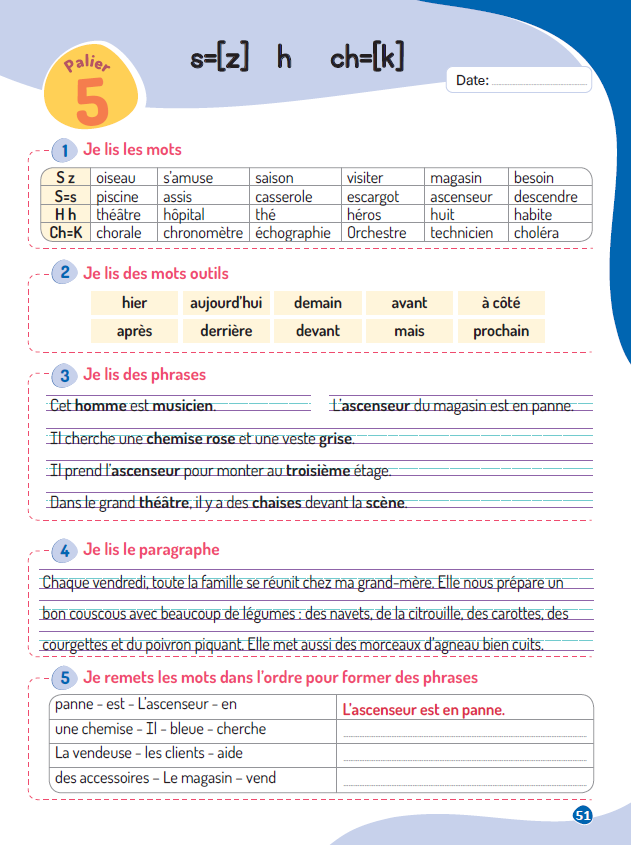 Palier
5
s=[z] h ch=[k]
Date:
1 Je lis les mots
S z oiseau s'amuse saison visiter magasin besoin
S=s piscine assis casserole escargot ascenseur descendre
H h théâtre hôpital thé héros huit habite
Ch=K chorale chronomètre échographie Orchestre technicien choléra
2 Je lis des mots outils
hier aujourd'hui demain avant à côté
après derrière devant mais prochain
3 Je lis des phrases
Cet homme est musicien. L'ascenseur du magasin est en panne.
Il cherche une chemise rose et une veste grise.
Il prend l'ascenseur pour monter au troisième étage.
Dans le grand théâtre, il y a des chaises devant la scène.
4 Je lis le paragraphe
Chaque vendredi, toute la famille se réunit chez ma grand-mère. Elle nous prépare un
bon couscous avec beaucoup de légumes : des navets, de la citrouille, des carottes, des
courgettes et du poivron piquant. Elle met aussi des morceaux d'agneau bien cuits.
5 Je remets les mots dans l'ordre pour former des phrases
panne - est - L'ascenseur - en L'ascenseur est en panne.
une chemise - Il - bleue - cherche
La vendeuse - les clients - aide
des accessoires - Le magasin - vend
51